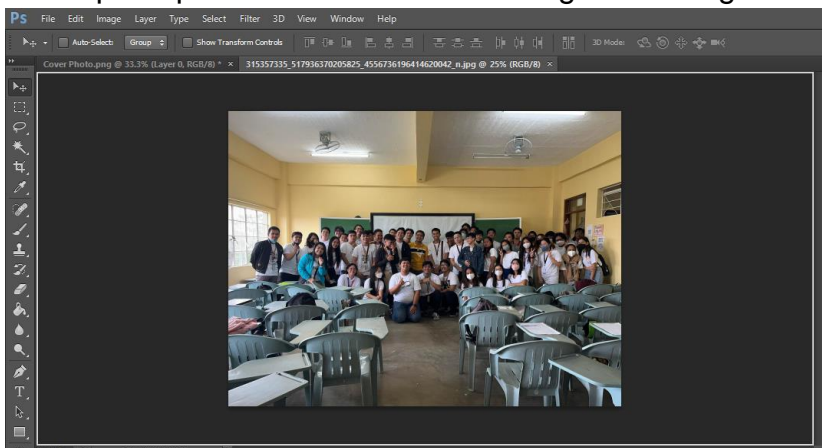 Ps File Edit Image Layer Type Select Filter 3D View Window Help
Auto-Select: Group Show Transform Controls 3D Mode:
Cover Photo.png @ 33.3% (Layer 0, RGB/8) * × 315357335_517936370205825_4556736196414620042_n.jpg @ 25% (RGB/8) ×